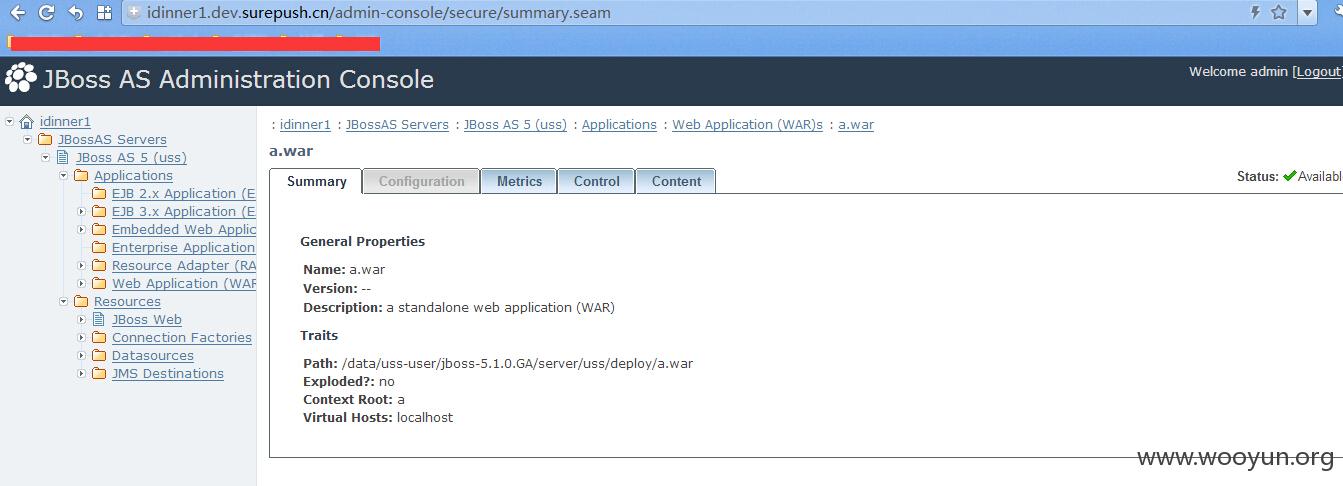 idinner1.dev.surepush.cn/admin-console/secure/summary.seam
JBoss AS Administration Console
Welcome admin [Logout]
idinner1
JBossAS Servers
JBoss AS 5 (uss)
Applications
EJB 2.x Application (E
EJB 3.x Application (E
Embedded Web Applic
Enterprise Application
Resource Adapter (RA
Web Application (WAR
Resources
JBoss Web
Connection Factories
Datasources
JMS Destinations
: idinner1 : JBossAS Servers : JBoss AS 5 (uss) : Applications : Web Application (WAR)s : a.war
a.war
Summary Configuration Metrics Control Content
Status: Availabl
General Properties
Name: a.war
Version: --
Description: a standalone web application (WAR)
Traits
Path: /data/uss-user/jboss-5.1.0.GA/server/uss/deploy/a.war
Exploded?: no
Context Root: a
Virtual Hosts: localhost
www.wooyun.org